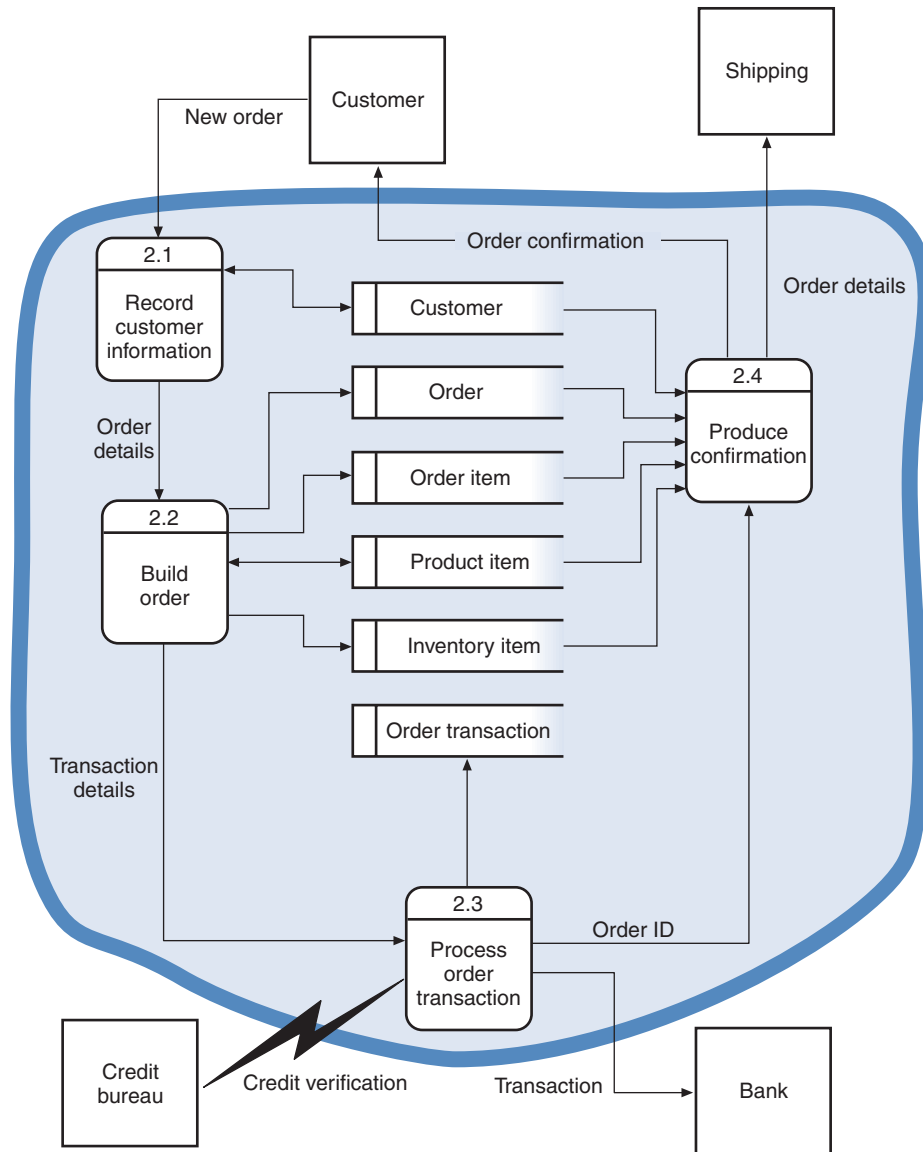 Shipping
Customer
New order
Order confirmation
2.1
Record
customer
information
Customer
Order details
2.4
Produce
confirmation
Order
Order
details
Order item
2.2
Build
order
Product item
Inventory item
Order transaction
Transaction
details
2.3
Process
order
transaction
Order ID
Credit
bureau
Credit verification
Transaction
Bank